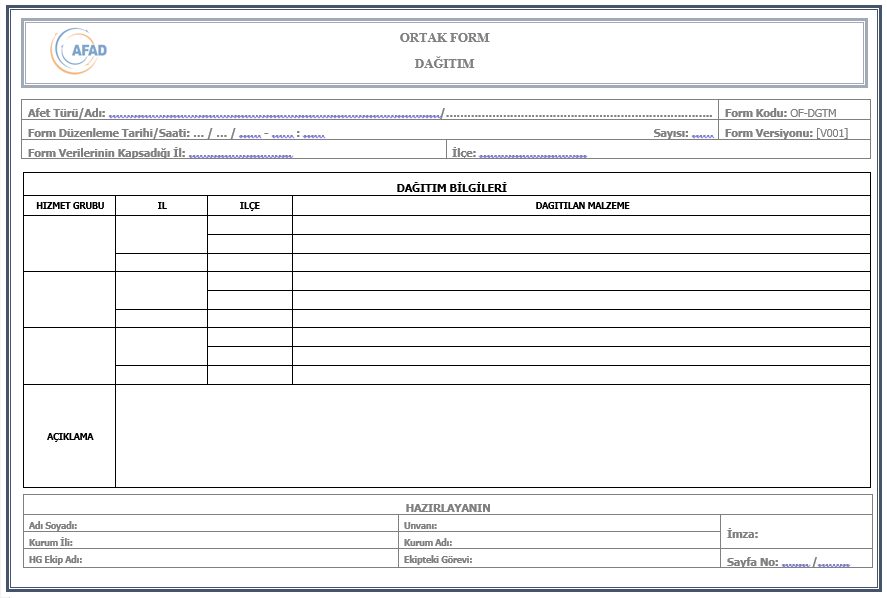 AFAD
ORTAK FORM
DAĞITIM
Afet Türü/Adı: ............................................................/............................................................ Form Kodu: OF-DGTM
Form Düzenleme Tarihi/Saati: ... / ... / ...... - ...... : ...... Sayısı: ...... Form Versiyonu: [V001]
Form Verilerinin Kapsadığı İl: ............................ İlçe: ............................
DAĞITIM BİLGİLERİ
HIZMET GRUBU IL ILÇE DAGITILAN MALZEME
AÇIKLAMA
HAZIRLAYANIN
Adı Soyadı: Unvanı:
İmza:
Kurum İli: Kurum Adı:
HG Ekip Adı: Ekipteki Görevi:
Sayfa No: ....... /........